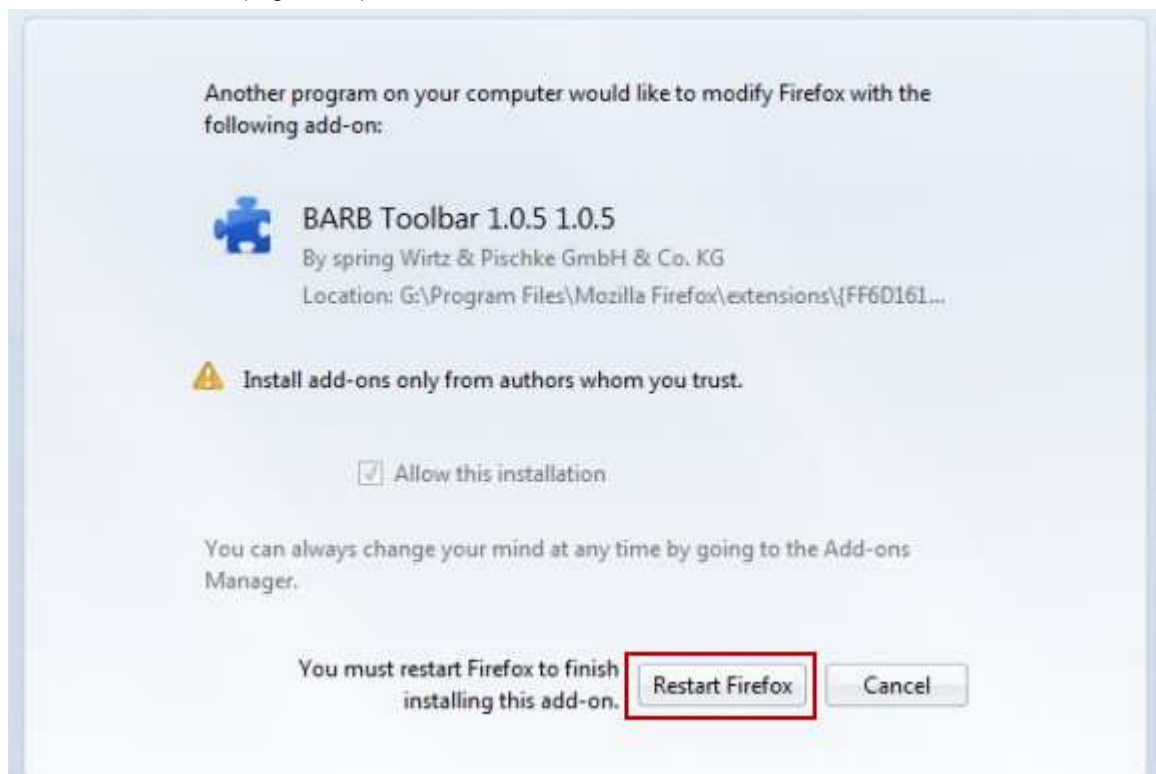 Another program on your computer would like to modify Firefox with the
following add-on:
BARB Toolbar 1.0.5 1.0.5
By spring Wirtz & Pischke GmbH & Co. KG
Location: G:\Program Files\Mozilla Firefox\extensions\{FF6D161...
Install add-ons only from authors whom you trust.
Allow this installation
You can always change your mind at any time by going to the Add-ons
Manager.
You must restart Firefox to finish
installing this add-on.
Restart Firefox
Cancel